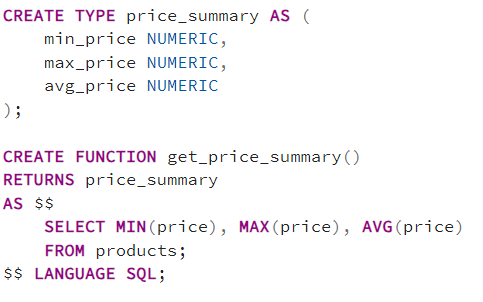 CREATE TYPE price_summary AS (
    min_price NUMERIC,
    max_price NUMERIC,
    avg_price NUMERIC
);

CREATE FUNCTION get_price_summary()
RETURNS price_summary
AS $$
    SELECT MIN(price), MAX(price), AVG(price)
    FROM products;
$$ LANGUAGE SQL;